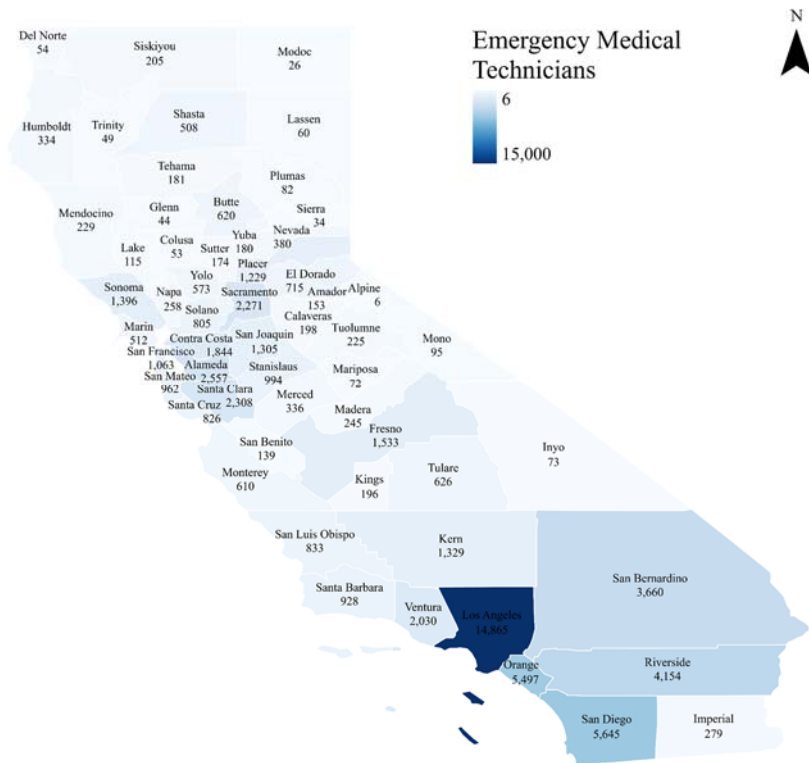 Emergency Medical
Technicians
6
15,000
N
Del Norte
54
Siskiyou
205
Modoc
26
Humboldt
334
Trinity
49
Shasta
508
Lassen
60
Tehama
181
Plumas
82
Mendocino
229
Glenn
44
Butte
620
Sierra
34
Lake
115
Colusa
53
Sutter
174
Yuba
180
Nevada
380
Placer
1,229
Sonoma
1,396
Napa
258
Yolo
573
Sacramento
2,271
El Dorado
715
Amador
153
Alpine
6
Solano
805
Calaveras
198
Marin
512
Contra Costa
1,844
San Joaquin
1,305
Tuolumne
225
Mono
95
San Francisco
1,063
Alameda
2,557
Stanislaus
994
Mariposa
72
San Mateo
962
Santa Clara
2,308
Merced
336
Santa Cruz
826
Madera
245
Fresno
1,533
San Benito
139
Inyo
73
Monterey
610
Kings
196
Tulare
626
San Luis Obispo
833
Kern
1,329
San Bernardino
3,660
Santa Barbara
928
Ventura
2,030
Los Angeles
14,865
Orange
5,497
Riverside
4,154
San Diego
5,645
Imperial
279